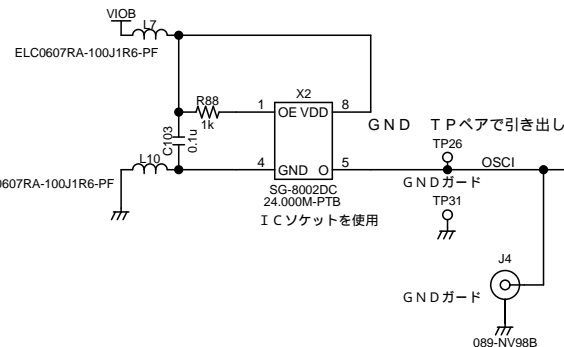 VIOB
L7
ELC0607RA-100J1R6-PF
R88
1k
C103
0.1u
X2
1
OE VDD
8
4
GND O
5
SG-8002DC
24.000M-PTB
ＩＣソケットを使用
L10
0607RA-100J1R6-PF
ＧＮＤ ＴＰペアで引き出し
TP26
OSCI
ＧＮＤガード
TP31
J4
ＧＮＤガード
089-NV98B